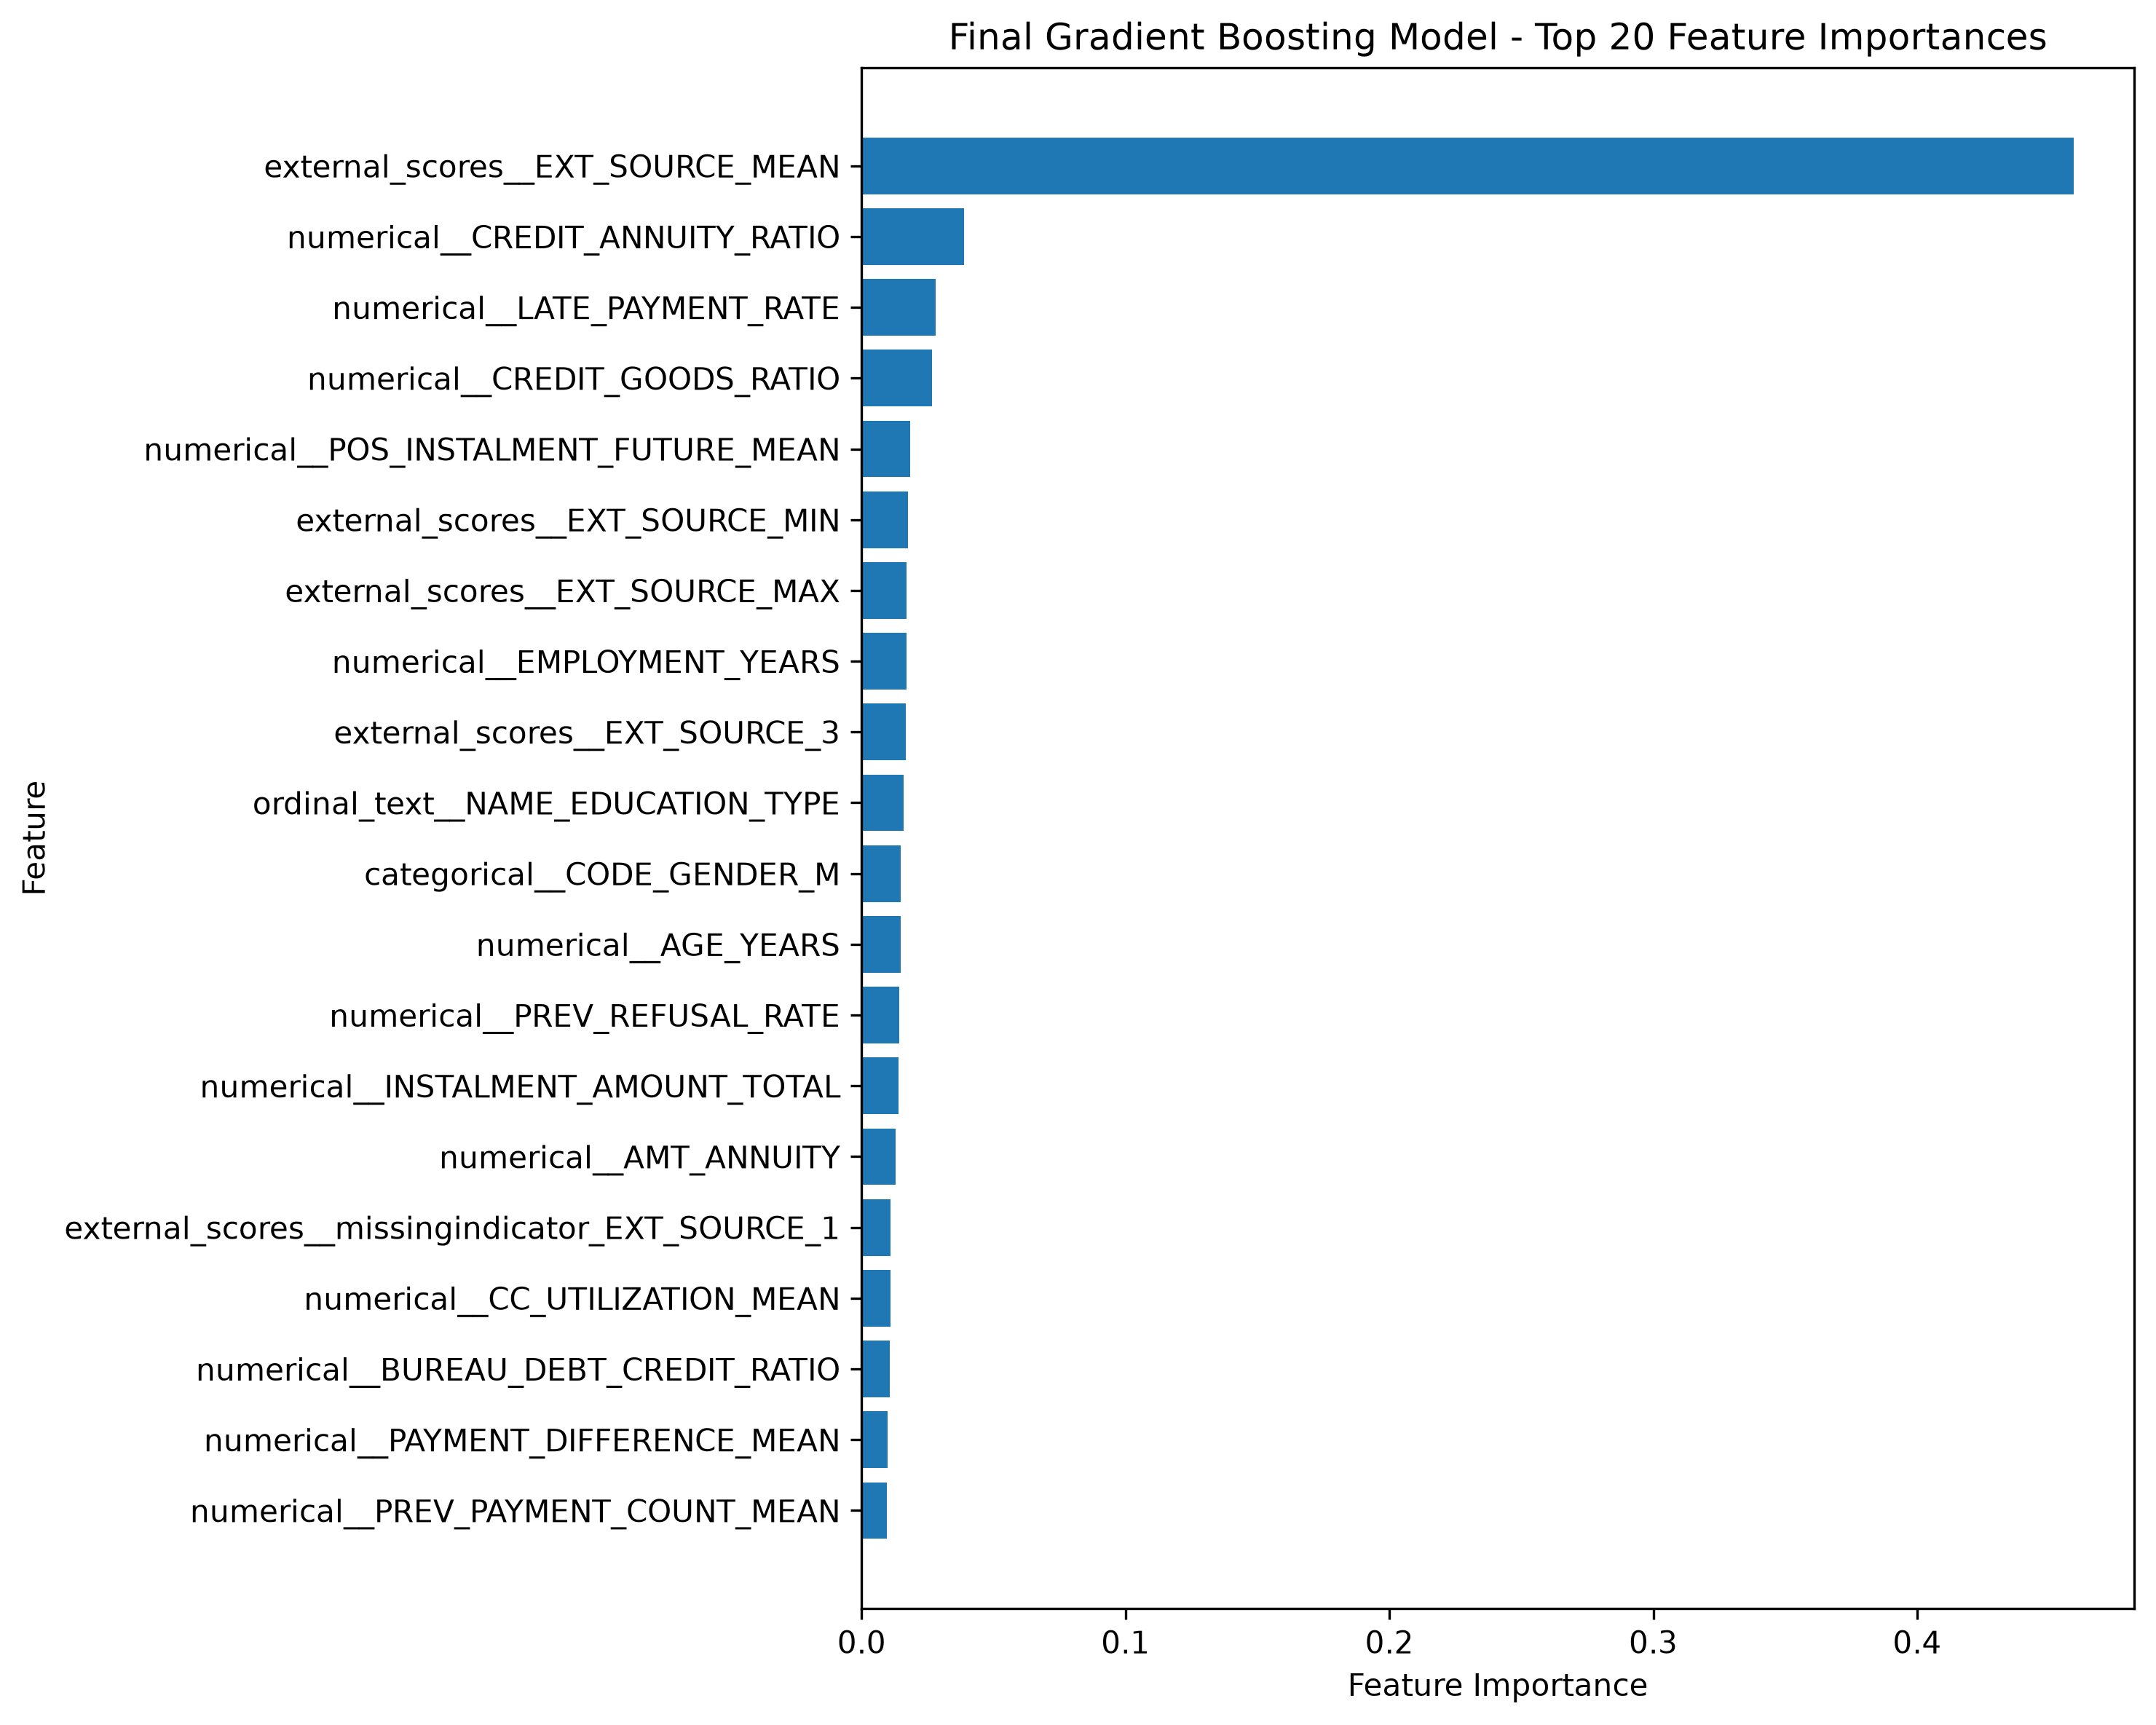 Final Gradient Boosting Model - Top 20 Feature Importances
external_scores__EXT_SOURCE_MEAN
numerical__CREDIT_ANNUITY_RATIO
numerical__LATE_PAYMENT_RATE
numerical__CREDIT_GOODS_RATIO
numerical__POS_INSTALMENT_FUTURE_MEAN
external_scores__EXT_SOURCE_MIN
external_scores__EXT_SOURCE_MAX
numerical__EMPLOYMENT_YEARS
external_scores__EXT_SOURCE_3
ordinal_text__NAME_EDUCATION_TYPE
categorical__CODE_GENDER_M
numerical__AGE_YEARS
numerical__PREV_REFUSAL_RATE
numerical__INSTALMENT_AMOUNT_TOTAL
numerical__AMT_ANNUITY
external_scores__missingindicator_EXT_SOURCE_1
numerical__CC_UTILIZATION_MEAN
numerical__BUREAU_DEBT_CREDIT_RATIO
numerical__PAYMENT_DIFFERENCE_MEAN
numerical__PREV_PAYMENT_COUNT_MEAN
Feature
0.0 0.1 0.2 0.3 0.4
Feature Importance